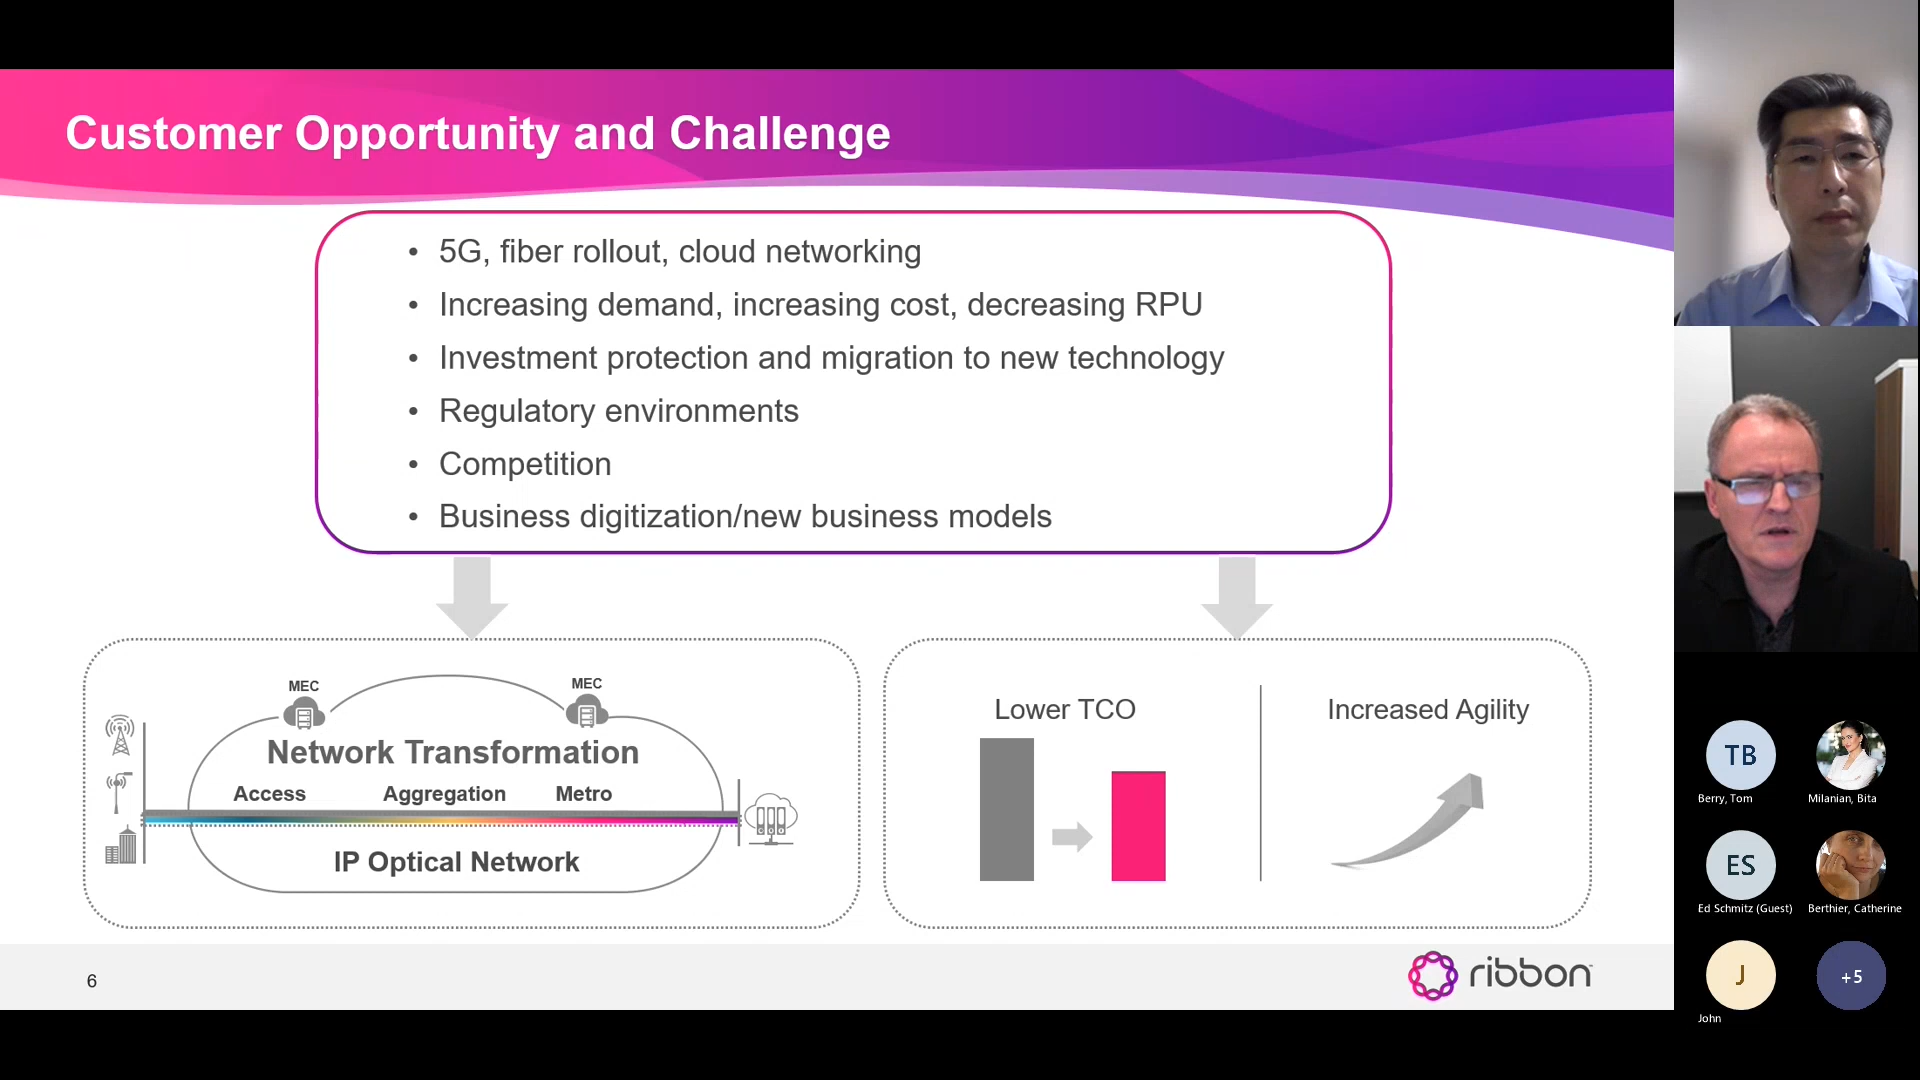 Customer Opportunity and Challenge
• 5G, fiber rollout, cloud networking
• Increasing demand, increasing cost, decreasing RPU
• Investment protection and migration to new technology
• Regulatory environments
• Competition
• Business digitization/new business models
MEC
MEC
Network Transformation
Access Aggregation Metro
IP Optical Network
Lower TCO
Increased Agility
6
ribbon
TB
Berry, Tom
Milanian, Bita
ES
Ed Schmitz (Guest)
Berthier, Catherine
J
John
+5